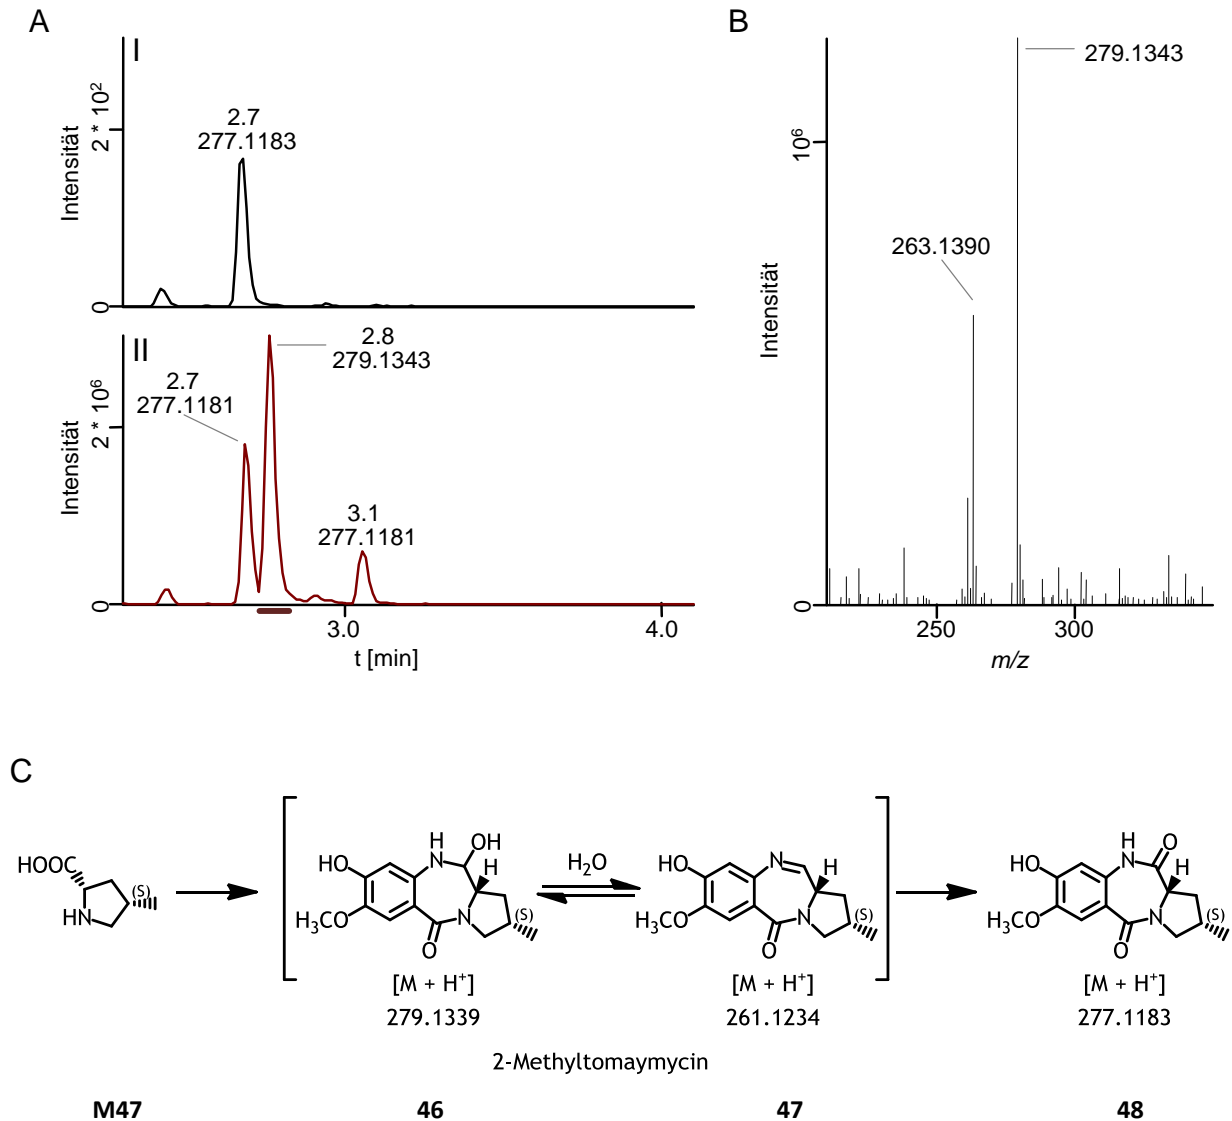 A
I
Intensität
2 * 10²
0
2.7
277.1183
II
Intensität
2 * 10⁶
0
2.7
277.1181
2.8
279.1343
3.1
277.1181
3.0
4.0
t [min]
B
Intensität
10⁶
0
279.1343
263.1390
250
300
m/z
C
HOOC
HN
(S)
HO
H₃CO
H
N
OH
H
N
O
(S)
[M + H⁺]
279.1339
H₂O
HO
H₃CO
N
H
N
O
(S)
[M + H⁺]
261.1234
HO
H₃CO
H
N
O
H
N
O
(S)
[M + H⁺]
277.1183
2-Methyltomaymycin
M47
46
47
48